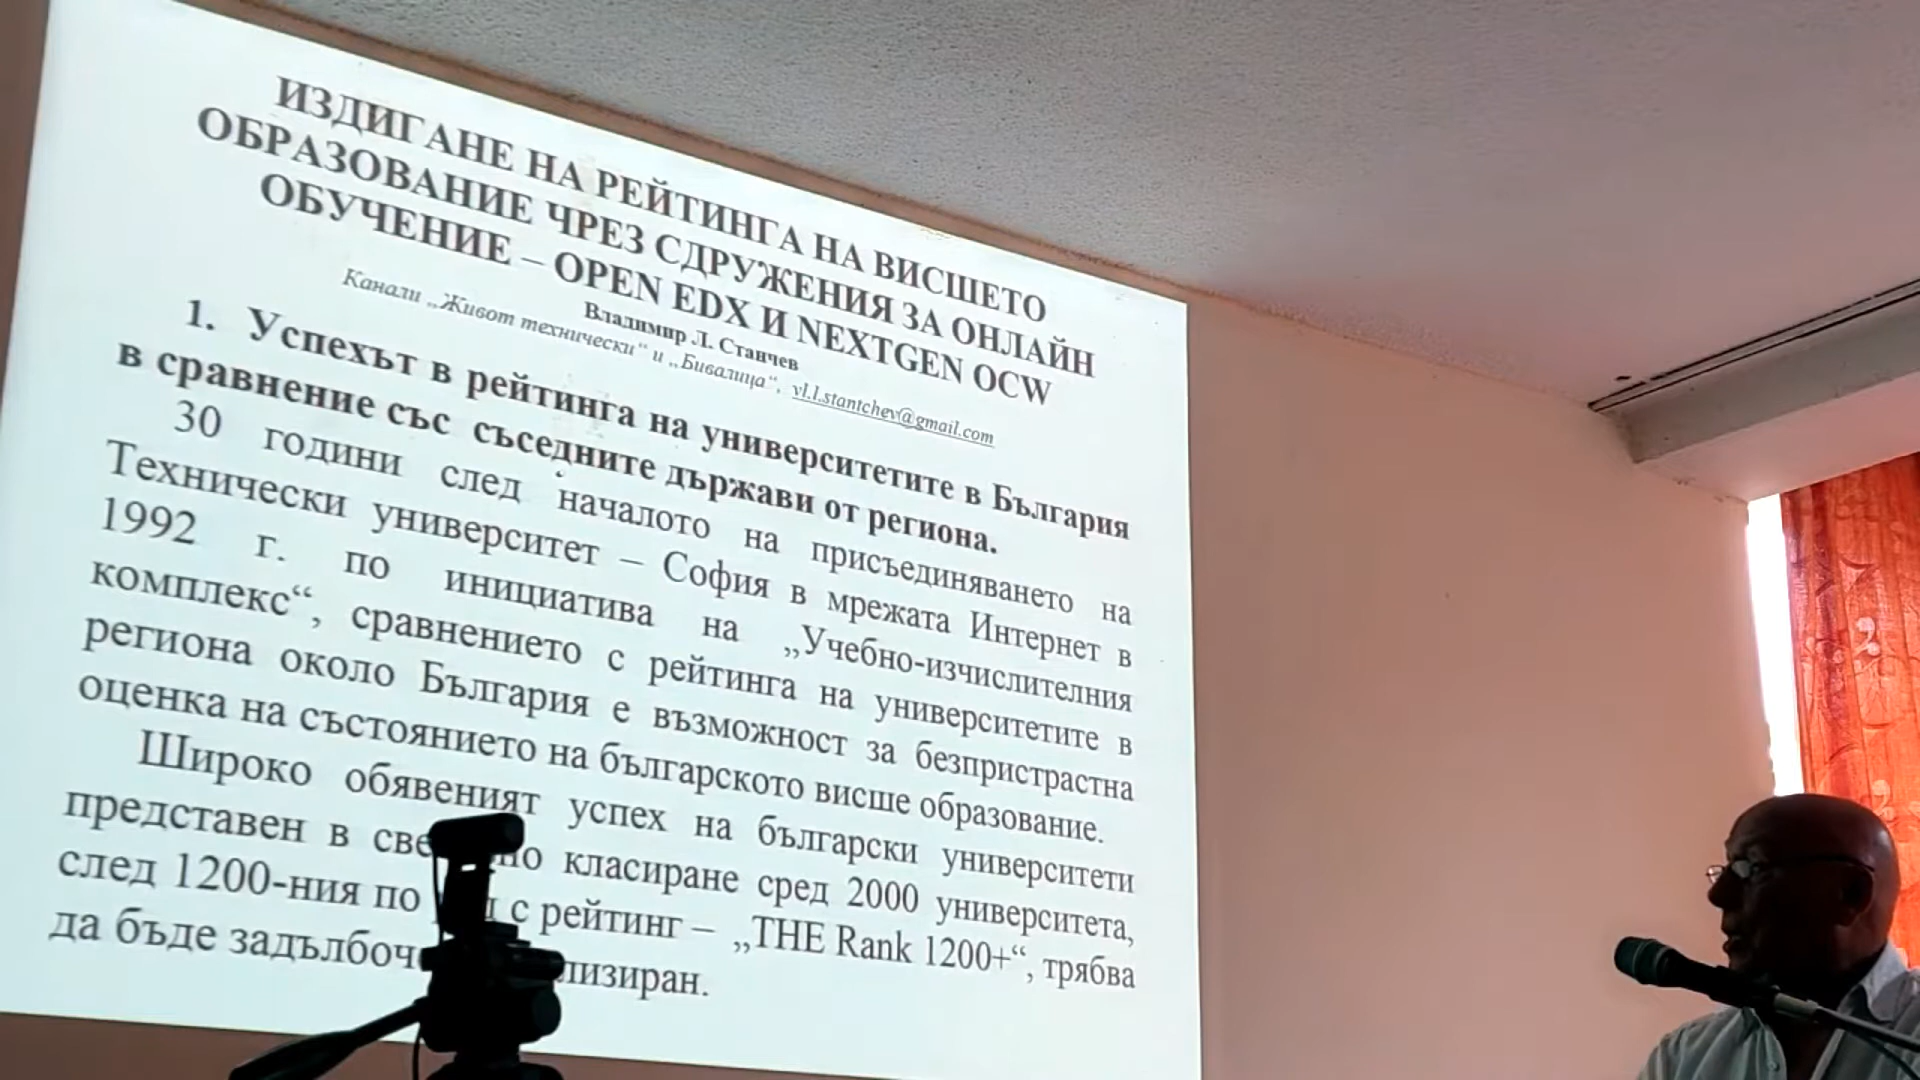 ИЗДИГАНЕ НА РЕЙТИНГА НА ВИСШЕТО
ОБРАЗОВАНИЕ ЧРЕЗ СДРУЖЕНИЯ ЗА ОНЛАЙН
ОБУЧЕНИЕ – OPEN EDX И NEXTGEN OCW
Владимир Л. Станчев
Канали „Живот технически“ и „Бивалица“, vl.l.stantchev@gmail.com
1. Успехът в рейтинга на университетите в България
в сравнение със съседните държави от региона.
30 години след началото на присъединяването на
Технически университет – София в мрежата Интернет в
1992 г. по инициатива на „Учебно-изчислителния
комплекс“, сравнението с рейтинга на университетите в
региона около България е възможност за безпристрастна
оценка на състоянието на българското висше образование.
Широко обявеният успех на български университети
представен в класиране сред 2000 университета,
след 1200-ния по с рейтинг – „THE Rank 1200+“, трябва
да бъде